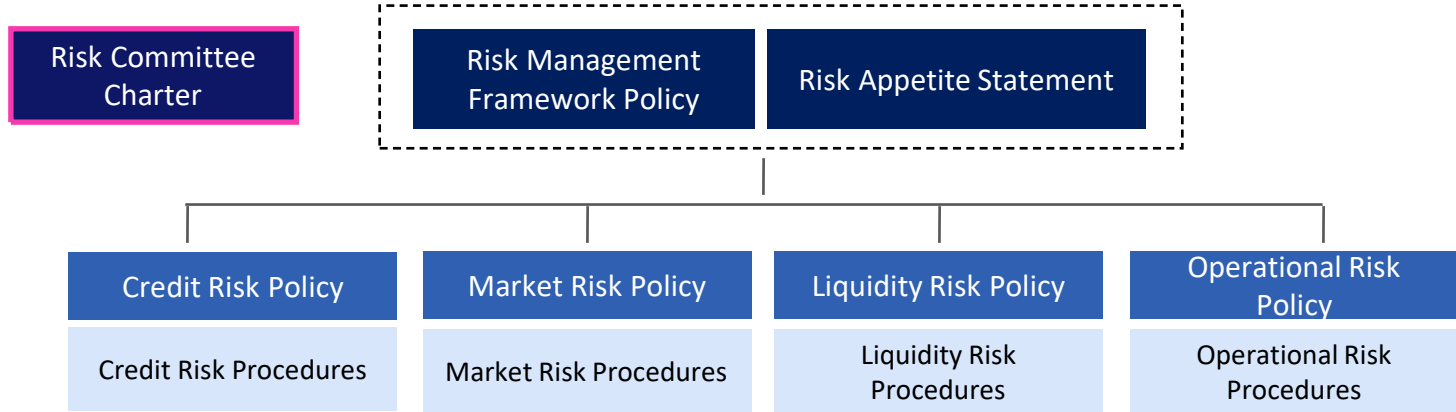 Risk Committee
Charter
Risk Management
Framework Policy
Risk Appetite Statement
Credit Risk Policy
Market Risk Policy
Liquidity Risk Policy
Operational Risk
Policy
Credit Risk Procedures
Market Risk Procedures
Liquidity Risk
Procedures
Operational Risk
Procedures